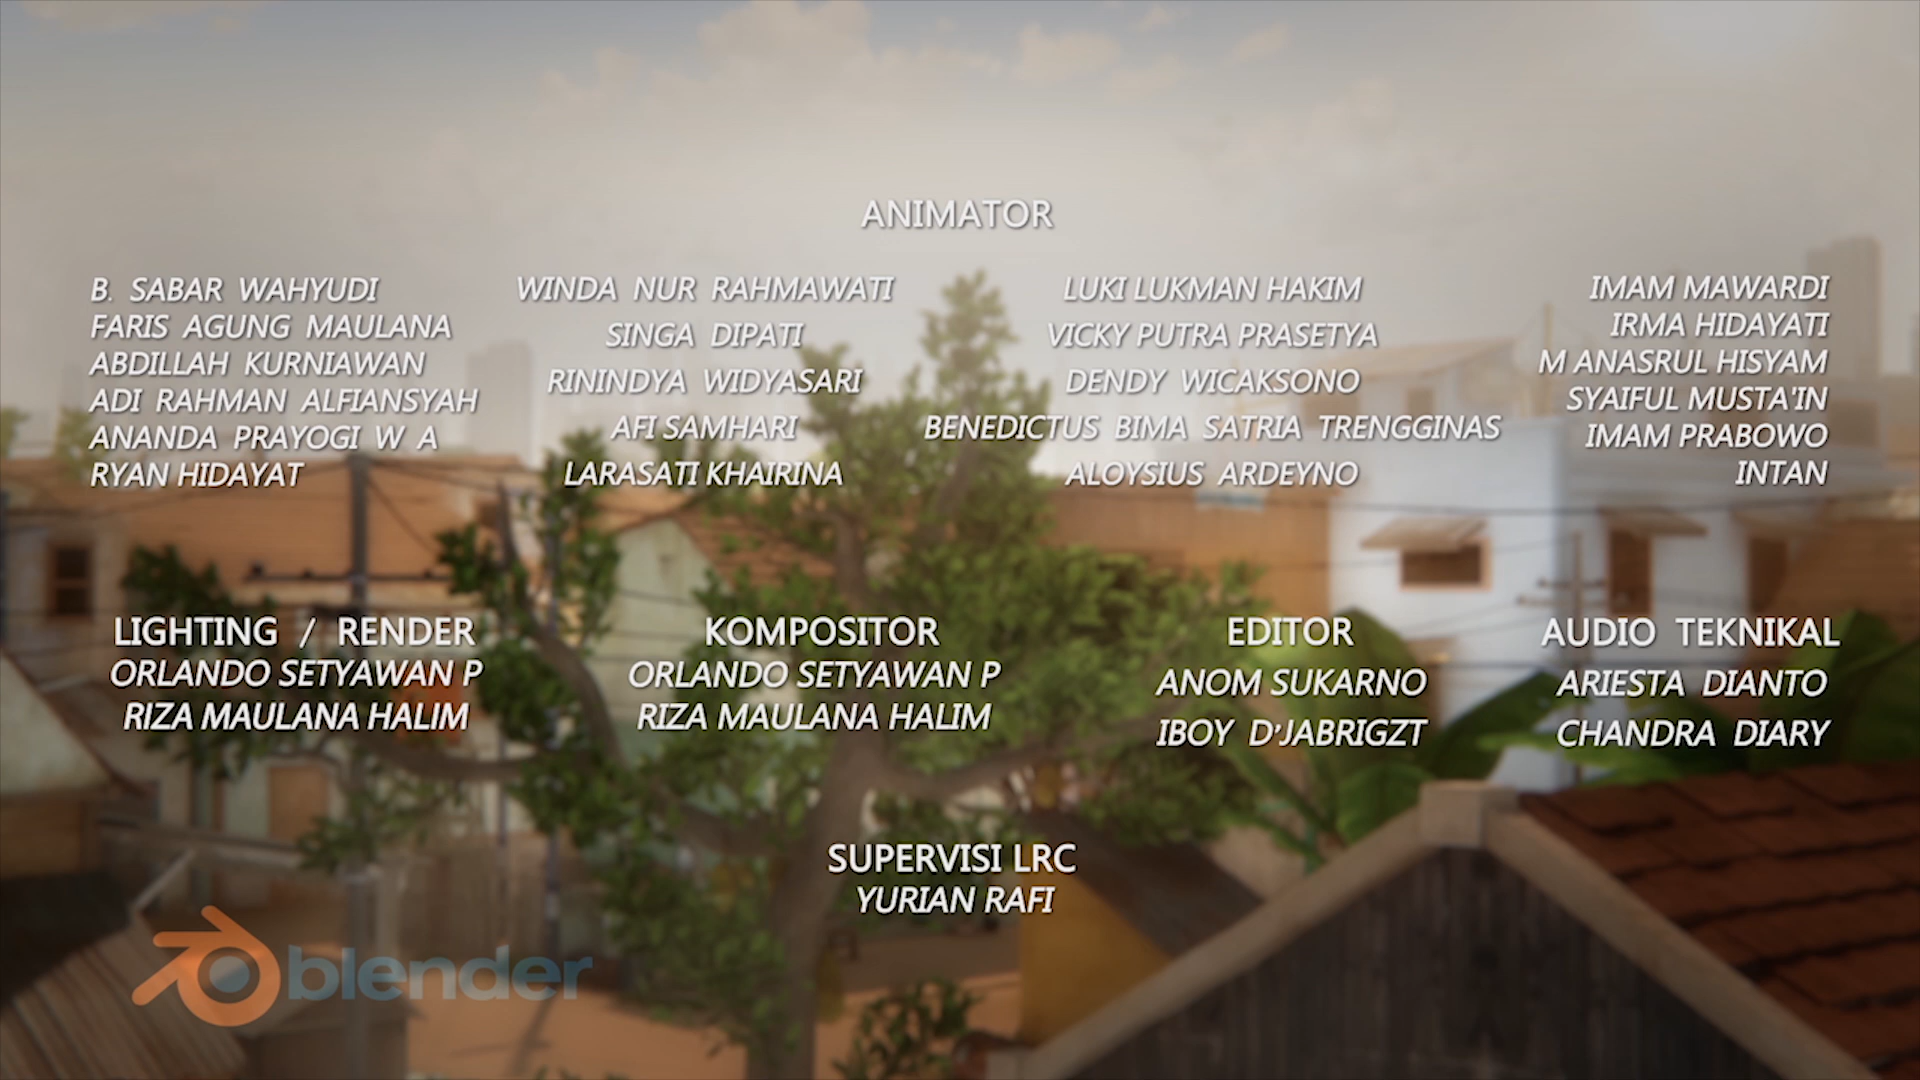 ANIMATOR
B. SABAR WAHYUDI
FARIS AGUNG MAULANA
ABDILLAH KURNIAWAN
ADI RAHMAN ALFIANSYAH
ANANDA PRAYOGI W A
RYAN HIDAYAT
WINDA NUR RAHMAWATI
SINGA DIPATI
RININDYA WIDYASARI
AFI SAMHARI
LARASATI KHAIRINA
LUKI LUKMAN HAKIM
VICKY PUTRA PRASETYA
DENDY WICAKSONO
BENEDICTUS BIMA SATRIA TRENGGINAS
ALOYSIUS ARDEYNO
IMAM MAWARDI
IRMA HIDAYATI
M ANASRUL HISYAM
SYAIFUL MUSTA'IN
IMAM PRABOWO
INTAN
LIGHTING / RENDER
ORLANDO SETYAWAN P
RIZA MAULANA HALIM
KOMPOSITOR
ORLANDO SETYAWAN P
RIZA MAULANA HALIM
EDITOR
ANOM SUKARNO
IBOY D'JABRIGZT
AUDIO TEKNIKAL
ARIESTA DIANTO
CHANDRA DIARY
SUPERVISI LRC
YURIAN RAFI
blender